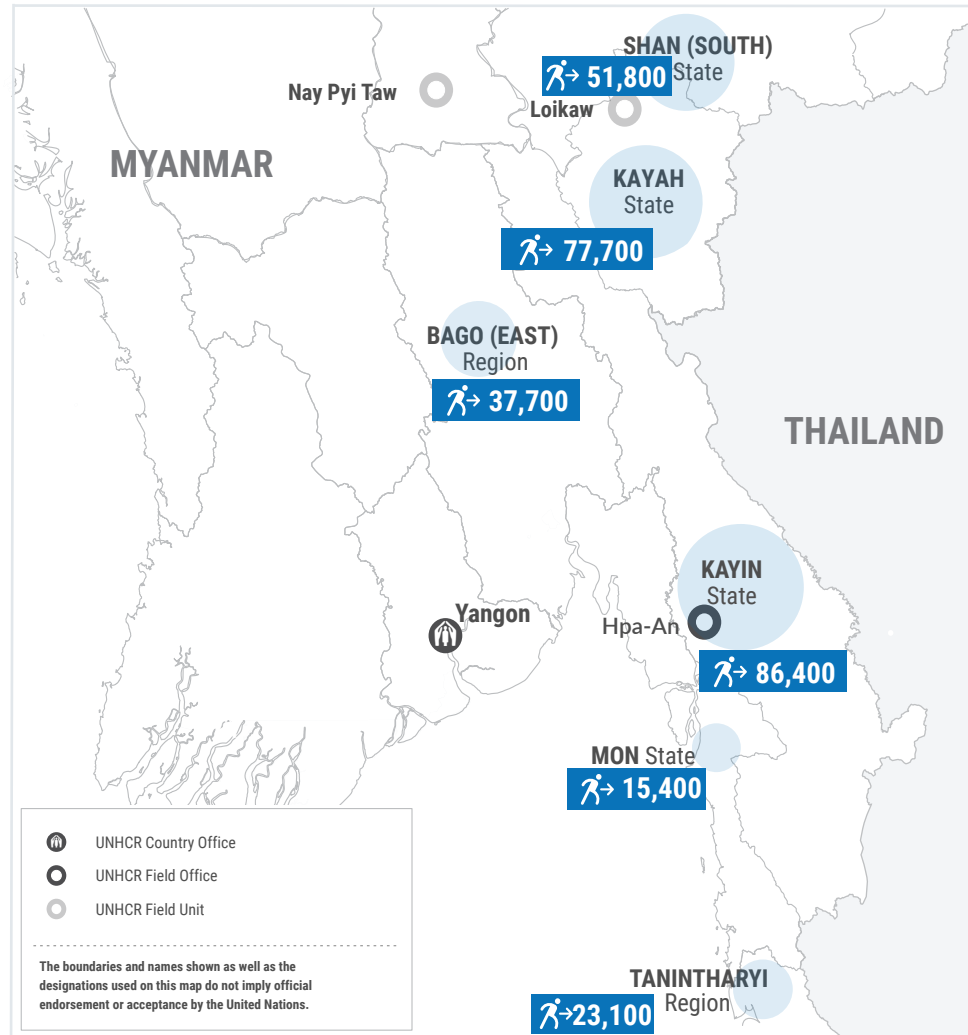 SHAN (SOUTH)
State
51,800
Nay Pyi Taw
Loikaw
MYANMAR
KAYAH
State
77,700
BAGO (EAST)
Region
37,700
THAILAND
KAYIN
State
Yangon
Hpa-An
86,400
MON State
15,400
UNHCR Country Office
UNHCR Field Office
UNHCR Field Unit
The boundaries and names shown as well as the
designations used on this map do not imply official
endorsement or acceptance by the United Nations.
TANINTHARYI
Region
23,100